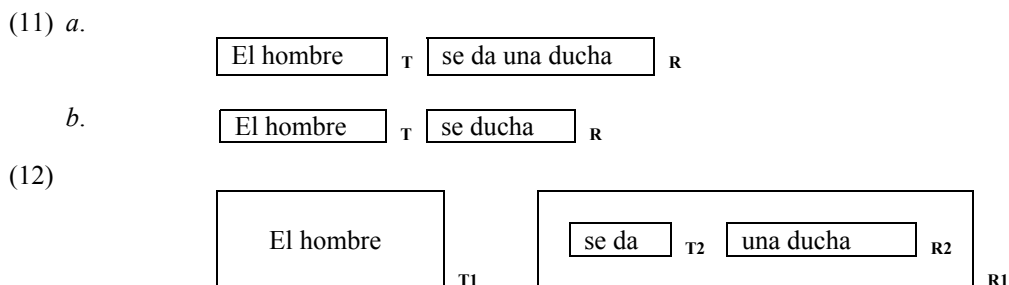 (11) a.
El hombre T se da una ducha R
b.
El hombre T se ducha R
(12)
El hombre T1 se da T2 una ducha R2 R1